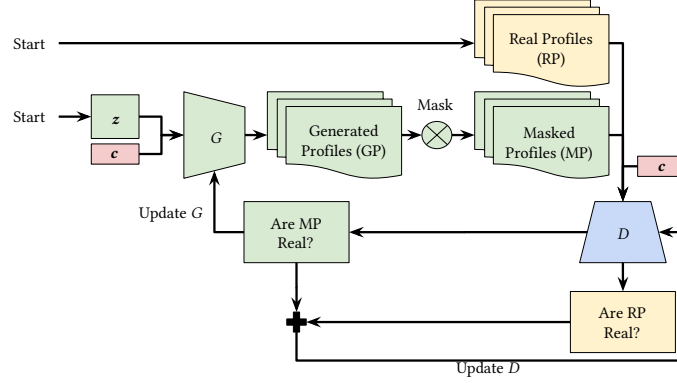 Start
Real Profiles
(RP)
Start
z
c
G
Generated
Profiles (GP)
Mask
Masked
Profiles (MP)
c
Update G
Are MP
Real?
D
Are RP
Real?
Update D